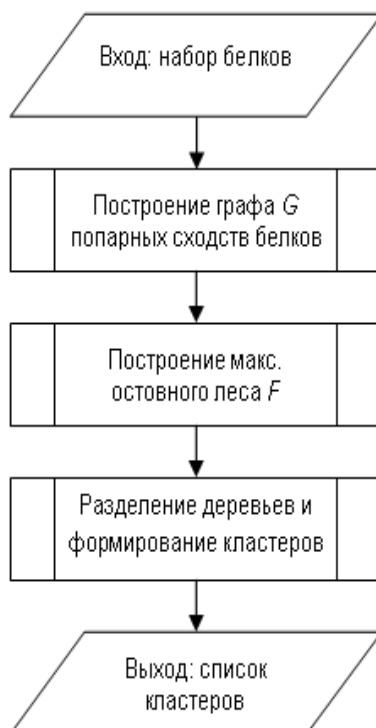 Вход: набор белков
Построение графа G
попарных сходств белков
Построение макс.
остовного леса F
Разделение деревьев и
формирование кластеров
Выход: список
кластеров